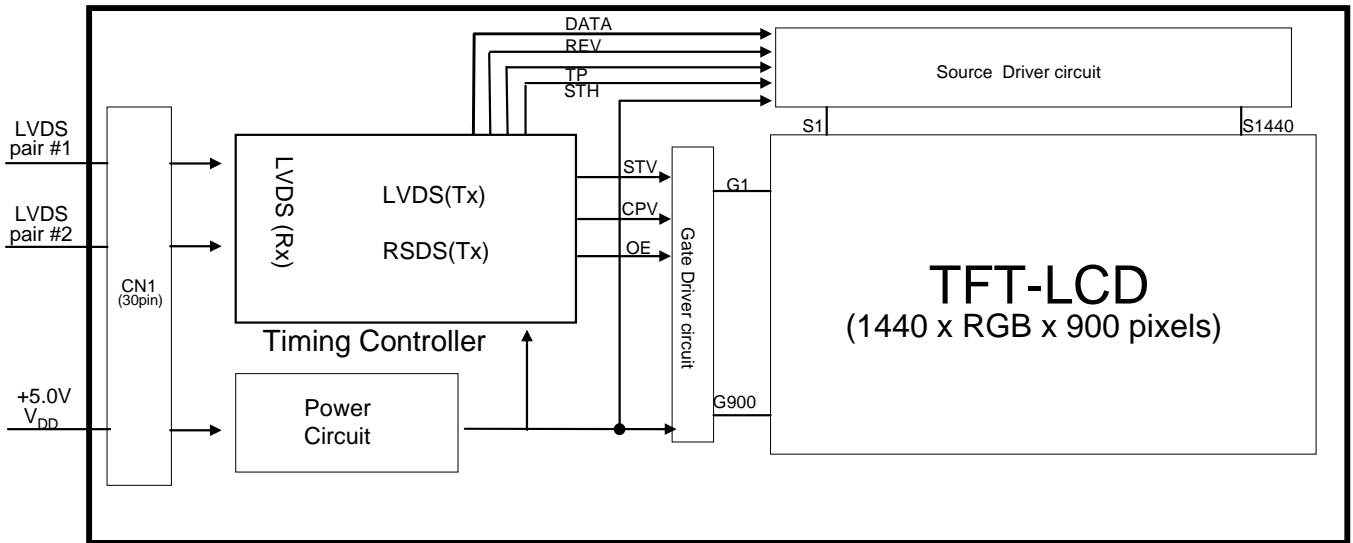 DATA
REV
TP
STH
Source Driver circuit
S1
S1440
LVDS
pair #1
LVDS
pair #2
CN1
(30pin)
LVDS (Rx)
LVDS(Tx)
RSDS(Tx)
Timing Controller
STV
CPV
OE
Gate Driver circuit
G1
G900
TFT-LCD
(1440 x RGB x 900 pixels)
+5.0V
VDD
Power
Circuit